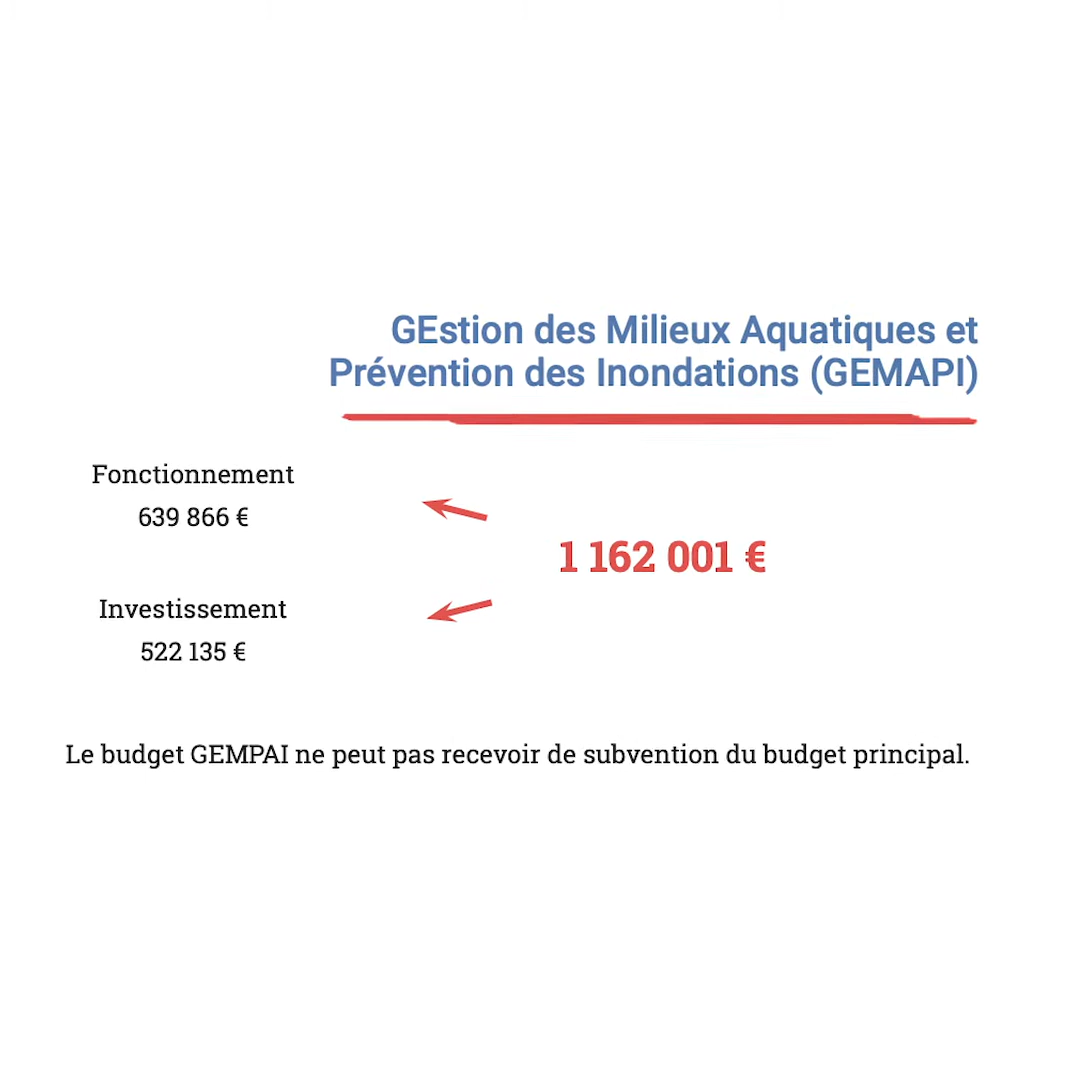 GEstion des Milieux Aquatiques et
Prévention des Inondations (GEMAPI)
Fonctionnement
639 866 €
1 162 001 €
Investissement
522 135 €
Le budget GEMPAI ne peut pas recevoir de subvention du budget principal.